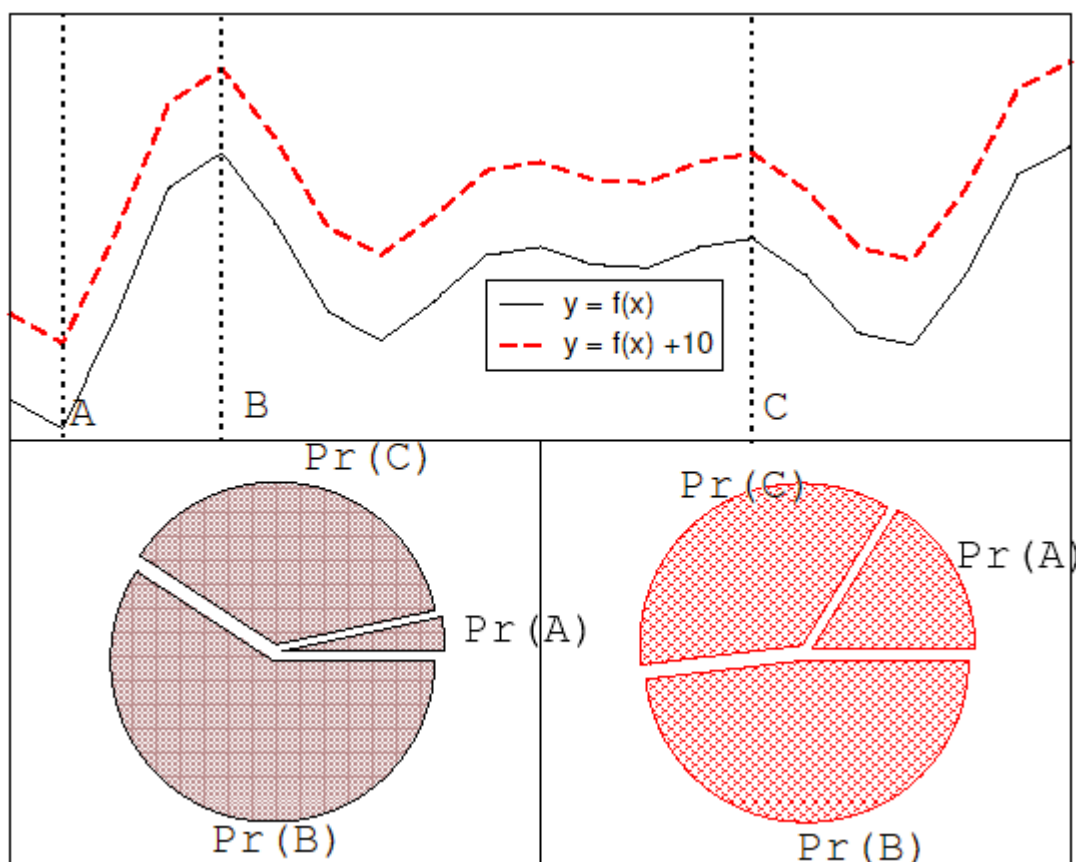 A
B
C
y = f(x)
y = f(x) +10
Pr(C)
Pr(A)
Pr(B)
Pr(C)
Pr(A)
Pr(B)